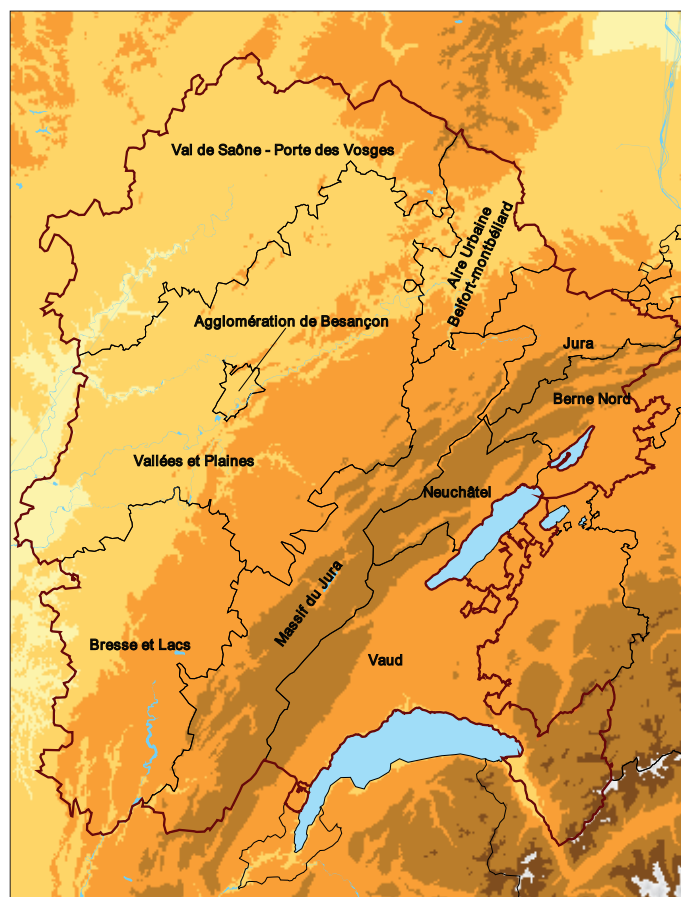 Val de Saône - Porte des Vosges
Aire Urbaine
Belfort-montbéliard
Agglomération de Besançon
Jura
Berne Nord
Vallées et Plaines
Neuchâtel
Massif du Jura
Bresse et Lacs
Vaud